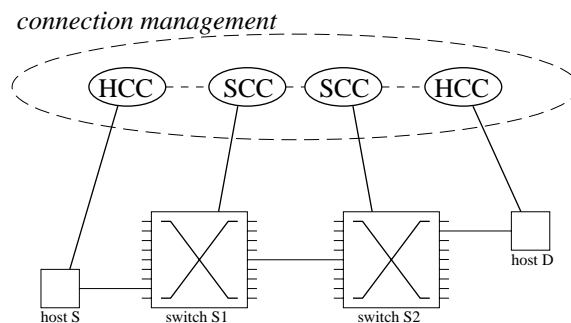 connection management
HCC SCC SCC HCC
host D
host S switch S1 switch S2